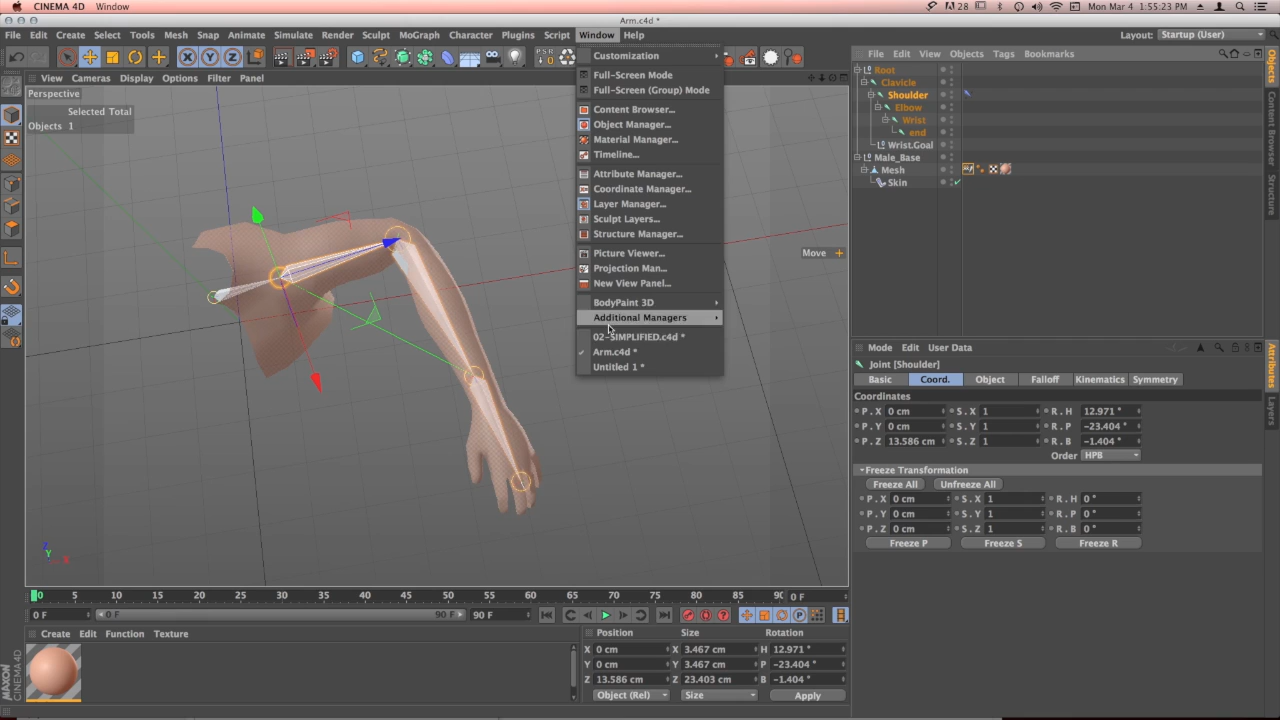 CINEMA 4D Window 28 Mon Mar 4 1:55:23 PM
Arm.c4d *
File Edit Create Select Tools Mesh Snap Animate Simulate Render Sculpt MoGraph Character Plugins Script Window Help Layout: Startup (User)
X Y Z PSR
View Cameras Display Options Filter Panel
Perspective
Selected Total
Objects 1
Move
Y
X
Z
Customization
Full-Screen Mode
Full-Screen (Group) Mode
Content Browser...
Object Manager...
Material Manager...
Timeline...
Attribute Manager...
Coordinate Manager...
Layer Manager...
Sculpt Layers...
Structure Manager...
Picture Viewer...
Projection Man...
New View Panel...
BodyPaint 3D
Additional Managers
02-SIMPLIFIED.c4d *
Arm.c4d *
Untitled 1 *
File Edit View Objects Tags Bookmarks
Root
Clavicle
Shoulder
Elbow
Wrist
end
Wrist.Goal
Male_Base
Mesh
Skin
Objects
Content Browser
Structure
Mode Edit User Data
Joint [Shoulder]
Basic Coord. Object Falloff Kinematics Symmetry
Coordinates
P . X 0 cm S . X 1 R . H 12.971 °
P . Y 0 cm S . Y 1 R . P -23.404 °
P . Z 13.586 cm S . Z 1 R . B -1.404 °
Order HPB
Freeze Transformation
Freeze All Unfreeze All
P . X 0 cm S . X 1 R . H 0 °
P . Y 0 cm S . Y 1 R . P 0 °
P . Z 0 cm S . Z 1 R . B 0 °
Freeze P Freeze S Freeze R
Attributes
Layers
0 5 10 15 20 25 30 35 40 45 50 55 60 65 70 75 80 85 90 0 F
0 F 0 F 90 F 90 F
Create Edit Function Texture
Position Size Rotation
X 0 cm X 3.467 cm H 12.971 °
Y 0 cm Y 3.467 cm P -23.404 °
Z 13.586 cm Z 23.403 cm B -1.404 °
Object (Rel) Size Apply
MAXON
CINEMA 4D